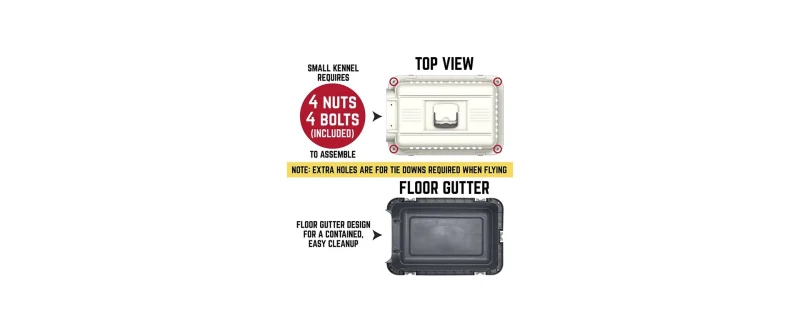 TOP VIEW
SMALL KENNEL
REQUIRES
4 NUTS
4 BOLTS
(INCLUDED)
TO ASSEMBLE
NOTE: EXTRA HOLES ARE FOR TIE DOWNS REQUIRED WHEN FLYING
FLOOR GUTTER
FLOOR GUTTER DESIGN
FOR A CONTAINED,
EASY CLEANUP